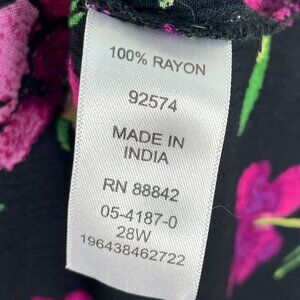 100% RAYON
92574
MADE IN
INDIA
RN 88842
05-4187-0
28W
196438462722